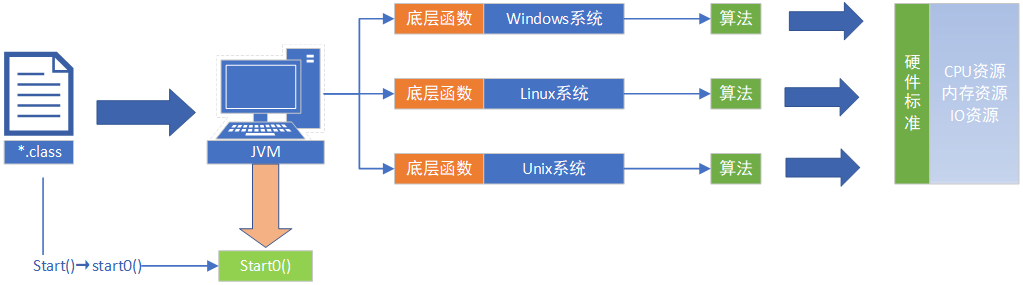 底层函数 Windows系统 算法
底层函数 Linux系统 算法
底层函数 Unix系统 算法
硬件标准
CPU资源
内存资源
IO资源
*.class
JVM
Start()→start0()
Start0()